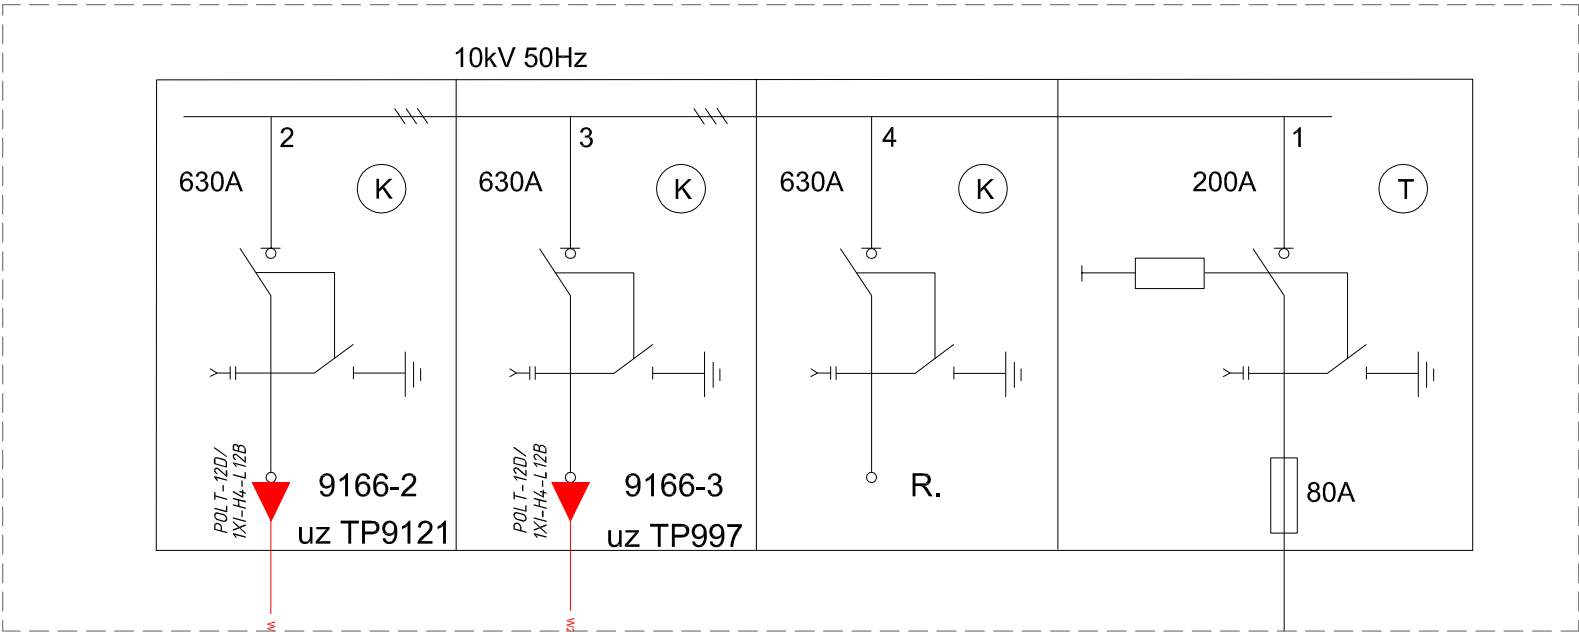 10kV 50Hz
2
3
4
1
630A
K
630A
K
630A
K
200A
T
POLT-12D/
1XI-H4-L12B
9166-2
uz TP9121
POLT-12D/
1XI-H4-L12B
9166-3
uz TP997
R.
80A